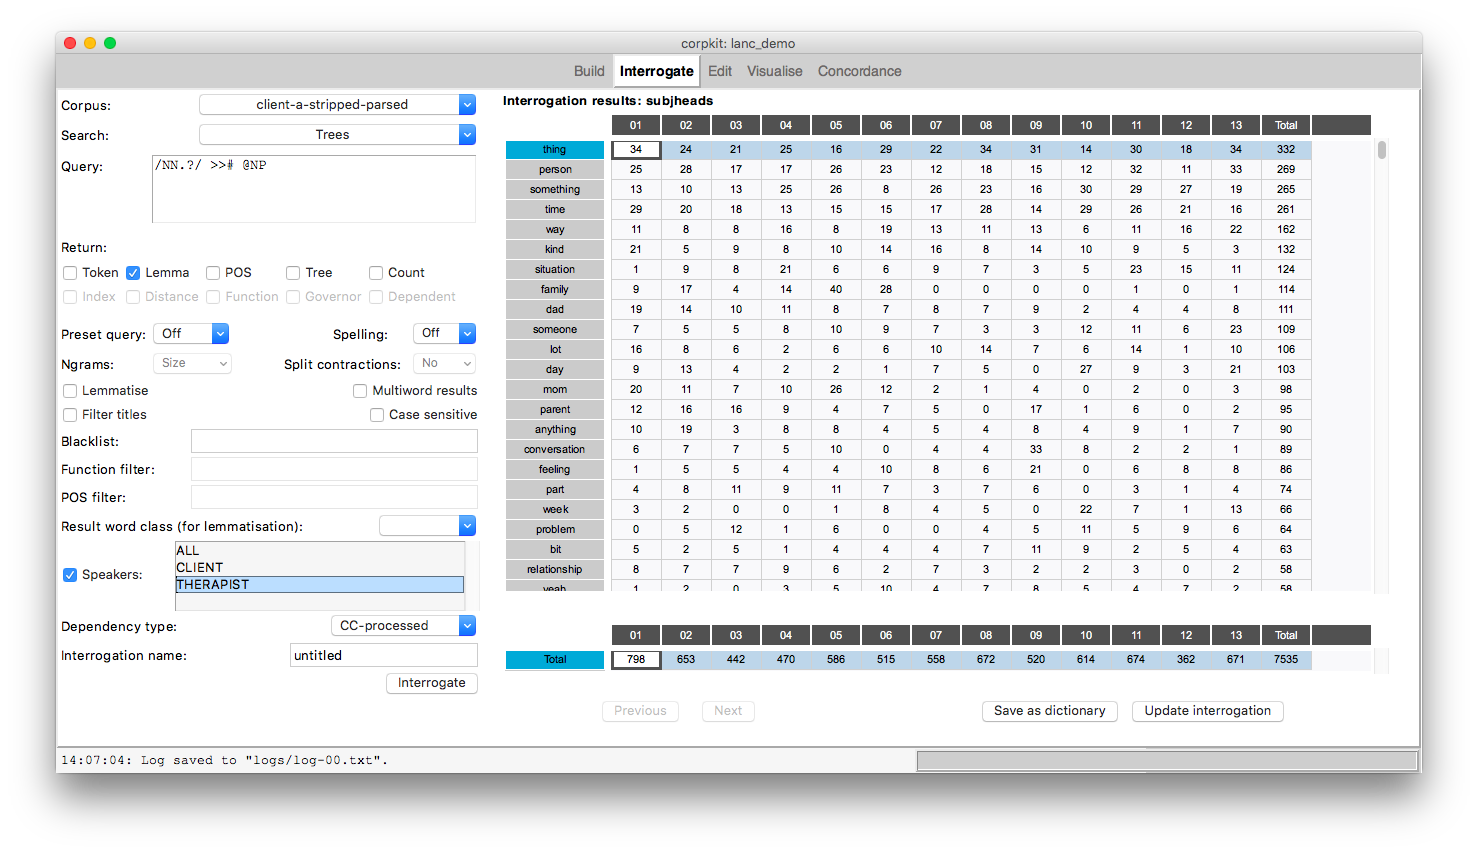 corpkit: lanc_demo
Build Interrogate Edit Visualise Concordance
Corpus: client-a-stripped-parsed
Search: Trees
Query: /NN.?/ >># @NP
Return:
Token Lemma POS Tree Count
Index Distance Function Governor Dependent
Preset query: Off Spelling: Off
Ngrams: Size Split contractions: No
Lemmatise Multiword results
Filter titles Case sensitive
Blacklist:
Function filter:
POS filter:
Result word class (for lemmatisation):
Speakers:
ALL
CLIENT
THERAPIST
Dependency type: CC-processed
Interrogation name: untitled
Interrogate
Interrogation results: subjheads
01 02 03 04 05 06 07 08 09 10 11 12 13 Total
thing 34 24 21 25 16 29 22 34 31 14 30 18 34 332
person 25 28 17 17 26 23 12 18 15 12 32 11 33 269
something 13 10 13 25 26 8 26 23 16 30 29 27 19 265
time 29 20 18 13 15 15 17 28 14 29 26 21 16 261
way 11 8 8 16 8 19 13 11 13 6 11 16 22 162
kind 21 5 9 8 10 14 16 8 14 10 9 5 3 132
situation 1 9 8 21 6 6 9 7 3 5 23 15 11 124
family 9 17 4 14 40 28 0 0 0 0 1 0 1 114
dad 19 14 10 11 8 7 8 7 9 2 4 4 8 111
someone 7 5 5 8 10 9 7 3 3 12 11 6 23 109
lot 16 8 6 2 6 6 10 14 7 6 14 1 10 106
day 9 13 4 2 2 1 7 5 0 27 9 3 21 103
mom 20 11 7 10 26 12 2 1 4 0 2 0 3 98
parent 12 16 16 9 4 7 5 0 17 1 6 0 2 95
anything 10 19 3 8 8 4 5 4 8 4 9 1 7 90
conversation 6 7 7 5 10 0 4 4 33 8 2 2 1 89
feeling 1 5 5 4 4 10 8 6 21 0 6 8 8 86
part 4 8 11 9 11 7 3 7 6 0 3 1 4 74
week 3 2 0 0 1 8 4 5 0 22 7 1 13 66
problem 0 5 12 1 6 0 0 4 5 11 5 9 6 64
bit 5 2 5 1 4 4 4 7 11 9 2 5 4 63
relationship 8 7 7 9 6 2 7 3 2 2 3 0 2 58
yeah 1 2 0 3 5 10 4 7 8 5 4 7 2 58
01 02 03 04 05 06 07 08 09 10 11 12 13 Total
Total 798 653 442 470 586 515 558 672 520 614 674 362 671 7535
Previous Next Save as dictionary Update interrogation
14:07:04: Log saved to "logs/log-00.txt".